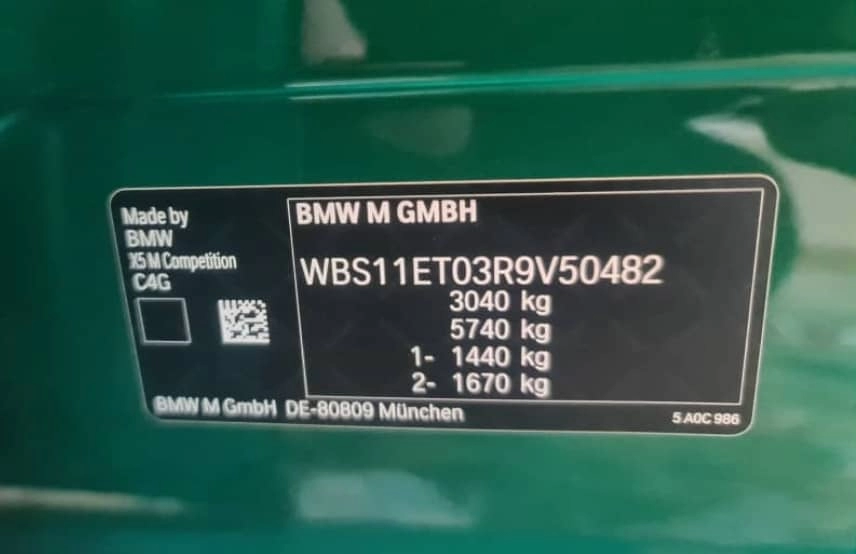 Made by
BMW
X5 M Competition
C4G
BMW M GMBH
WBS11ET03R9V50482
3040 kg
5740 kg
1- 1440 kg
2- 1670 kg
BMW M GmbH DE-80809 München
5 A0C 986